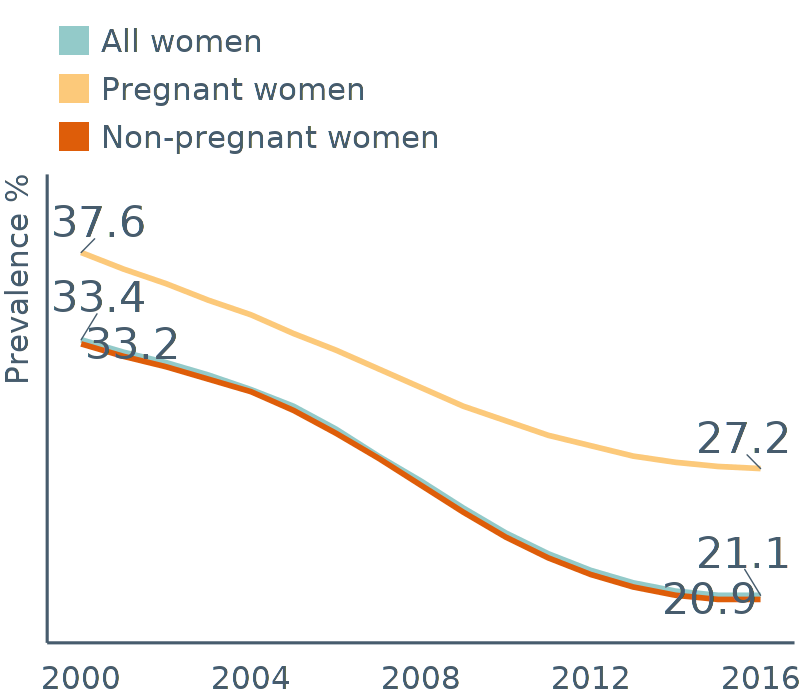 All women
Pregnant women
Non-pregnant women
Prevalence %
37.6
33.4
33.2
27.2
21.1
20.9
2000 2004 2008 2012 2016